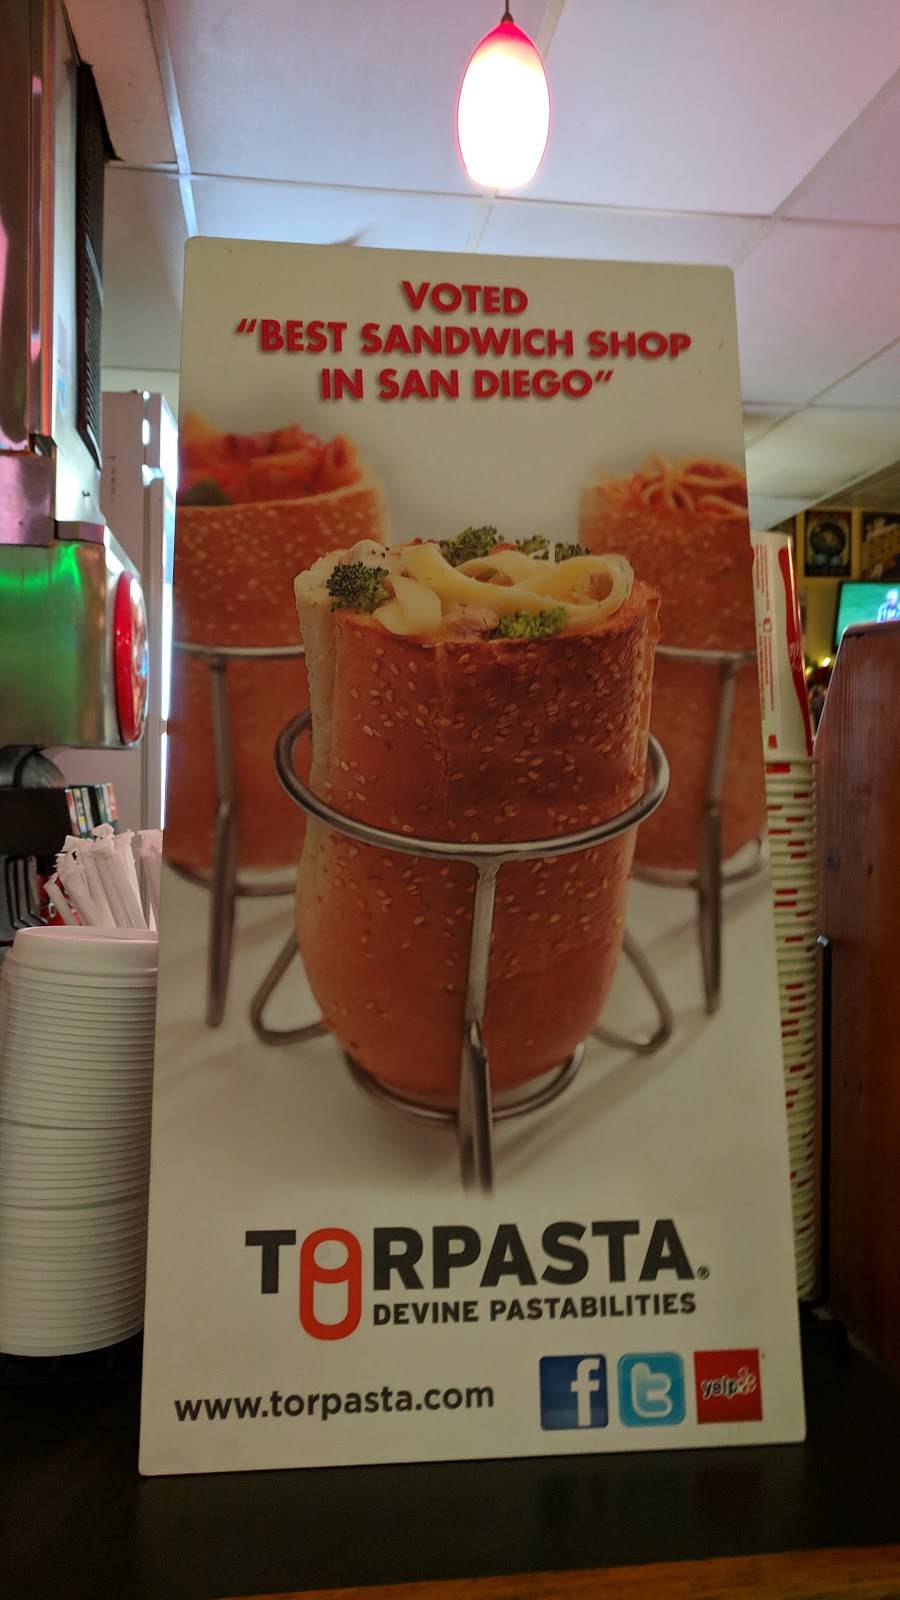 VOTED
“BEST SANDWICH SHOP
IN SAN DIEGO”
TORPASTA®
DEVINE PASTABILITIES
www.torpasta.com
f
t
yelp